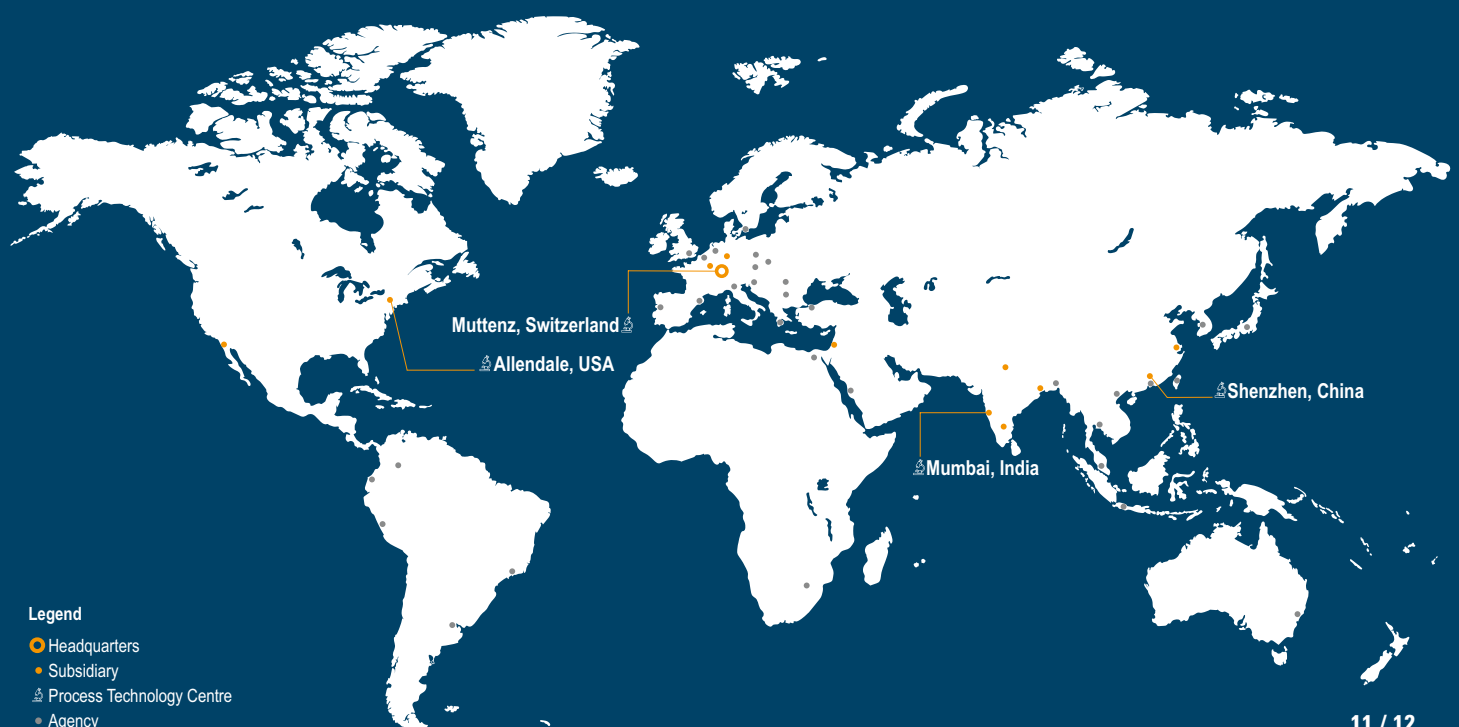 Muttenz, Switzerland
Allendale, USA
Shenzhen, China
Mumbai, India
Legend
Headquarters
Subsidiary
Process Technology Centre
Agency
11 / 12